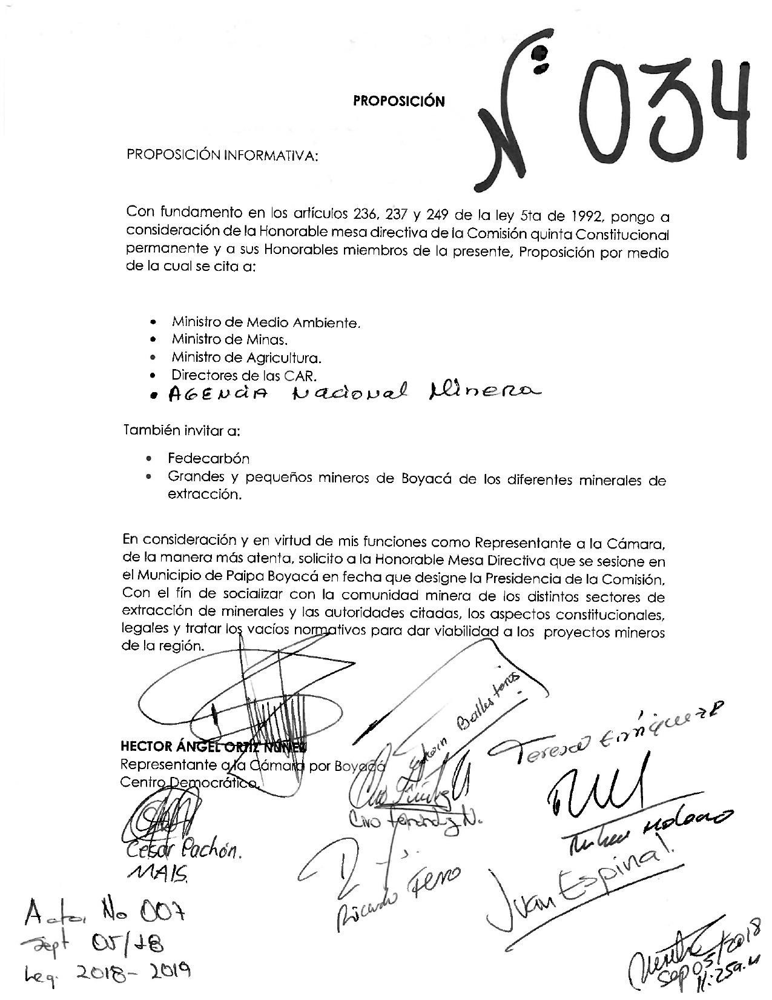 Nº 034
PROPOSICIÓN
PROPOSICIÓN INFORMATIVA:
Con fundamento en los artículos 236, 237 y 249 de la ley 5ta de 1992, pongo a
consideración de la Honorable mesa directiva de la Comisión quinta Constitucional
permanente y a sus Honorables miembros de la presente, Proposición por medio
de la cual se cita a:
• Ministro de Medio Ambiente.
• Ministro de Minas.
• Ministro de Agricultura.
• Directores de las CAR.
• AGENciA Nacional Minera
También invitar a:
• Fedecarbón
• Grandes y pequeños mineros de Boyacá de los diferentes minerales de
extracción.
En consideración y en virtud de mis funciones como Representante a la Cámara,
de la manera más atenta, solicito a la Honorable Mesa Directiva que se sesione en
el Municipio de Paipa Boyacá en fecha que designe la Presidencia de la Comisión,
Con el fín de socializar con la comunidad minera de los distintos sectores de
extracción de minerales y las autoridades citadas, los aspectos constitucionales,
legales y tratar los vacíos normativos para dar viabilidad a los proyectos mineros
de la región.
Ballesteros
Teresa Enríquez R
HECTOR ÁNGEL ORTÍZ NÚÑEZ
Representante a la Cámara por Boyacá
Centro Democrático.
Ciro Fernández N.
Molano
César Pachón.
MAIS.
Ricardo Ferro
Juan Espinal
Acta No 007
Sept 05/18
Leg. 2018-2019
Sep 05/2018
11:25a.m